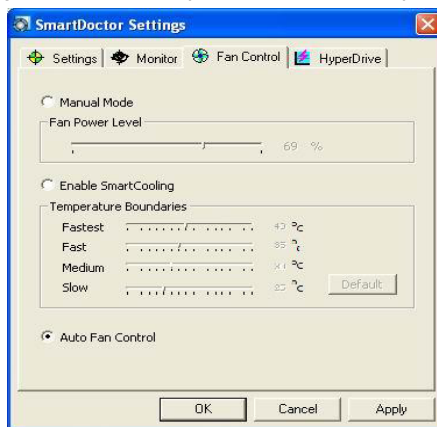 SmartDoctor Settings
Settings Monitor Fan Control HyperDrive
Manual Mode
Fan Power Level
69 %
Enable SmartCooling
Temperature Boundaries
Fastest °C
Fast °C
Medium °C
Slow °C
Default
Auto Fan Control
OK Cancel Apply